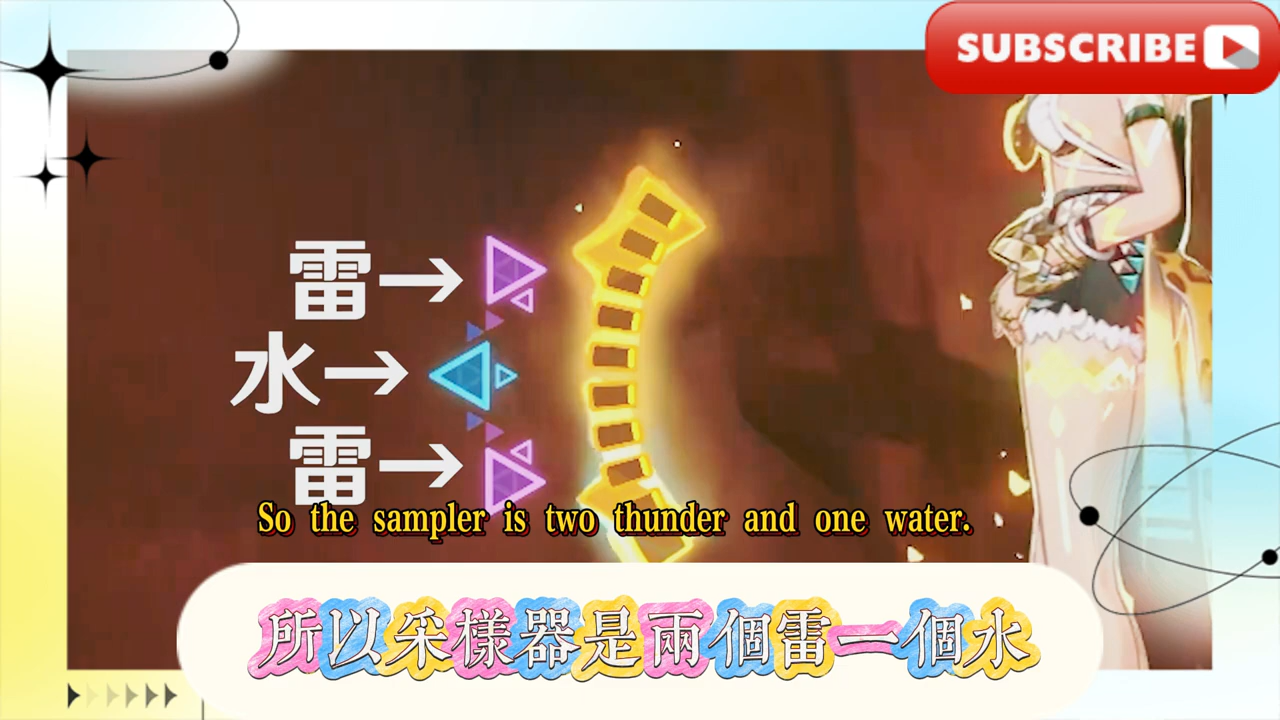 SUBSCRIBE
雷→
水→
雷→
So the sampler is two thunder and one water.
所以采樣器是兩個雷一個水